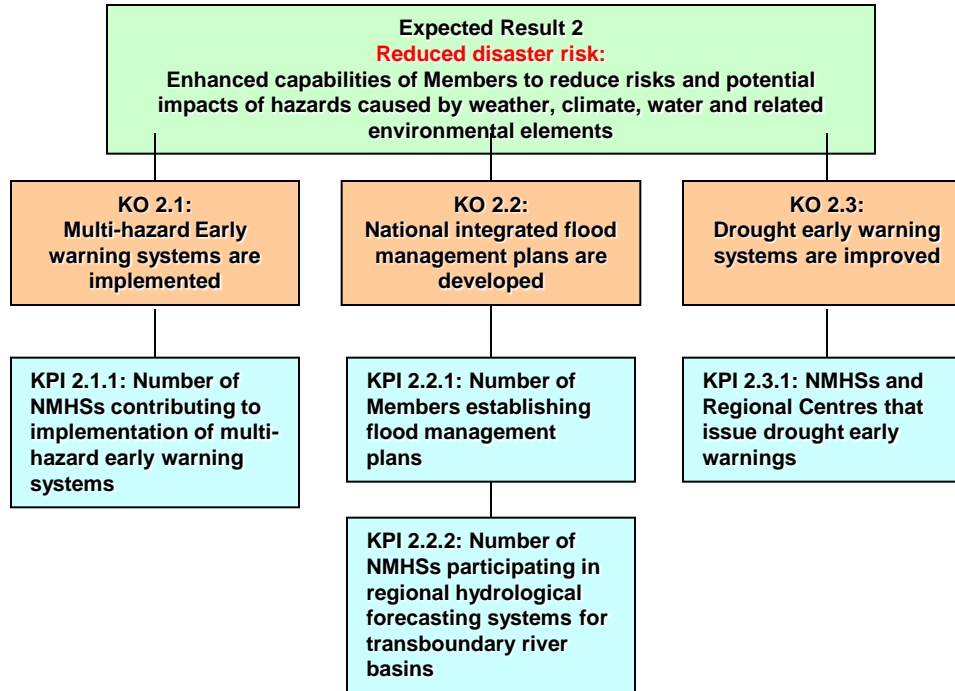 Expected Result 2
Reduced disaster risk:
Enhanced capabilities of Members to reduce risks and potential
impacts of hazards caused by weather, climate, water and related
environmental elements
KO 2.1:
Multi-hazard Early
warning systems are
implemented
KO 2.2:
National integrated flood
management plans are
developed
KO 2.3:
Drought early warning
systems are improved
KPI 2.1.1: Number of
NMHSs contributing to
implementation of multi-
hazard early warning
systems
KPI 2.2.1: Number of
Members establishing
flood management
plans
KPI 2.3.1: NMHSs and
Regional Centres that
issue drought early
warnings
KPI 2.2.2: Number of
NMHSs participating in
regional hydrological
forecasting systems for
transboundary river
basins